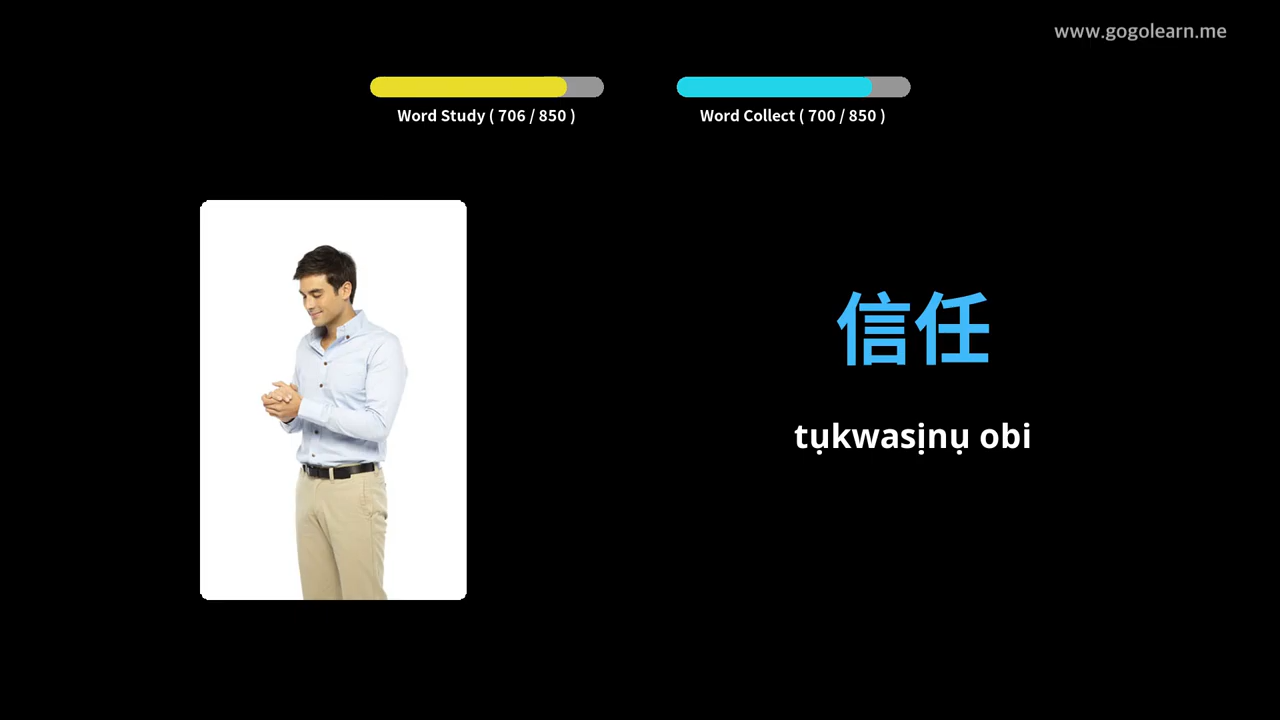 www.gogolearn.me
Word Study ( 706 / 850 )
Word Collect ( 700 / 850 )
信任
tụkwasịnụ obi